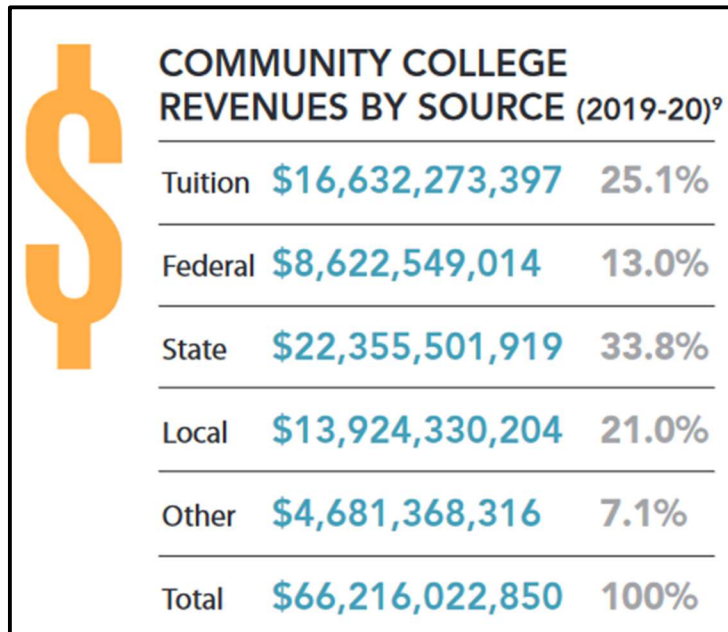 $
COMMUNITY COLLEGE
REVENUES BY SOURCE (2019-20)⁹
Tuition $16,632,273,397 25.1%
Federal $8,622,549,014 13.0%
State $22,355,501,919 33.8%
Local $13,924,330,204 21.0%
Other $4,681,368,316 7.1%
Total $66,216,022,850 100%